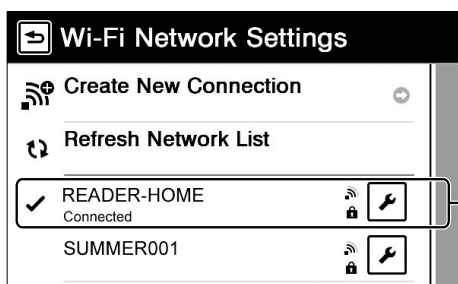 Wi-Fi Network Settings
Create New Connection
Refresh Network List
READER-HOME
Connected
SUMMER001